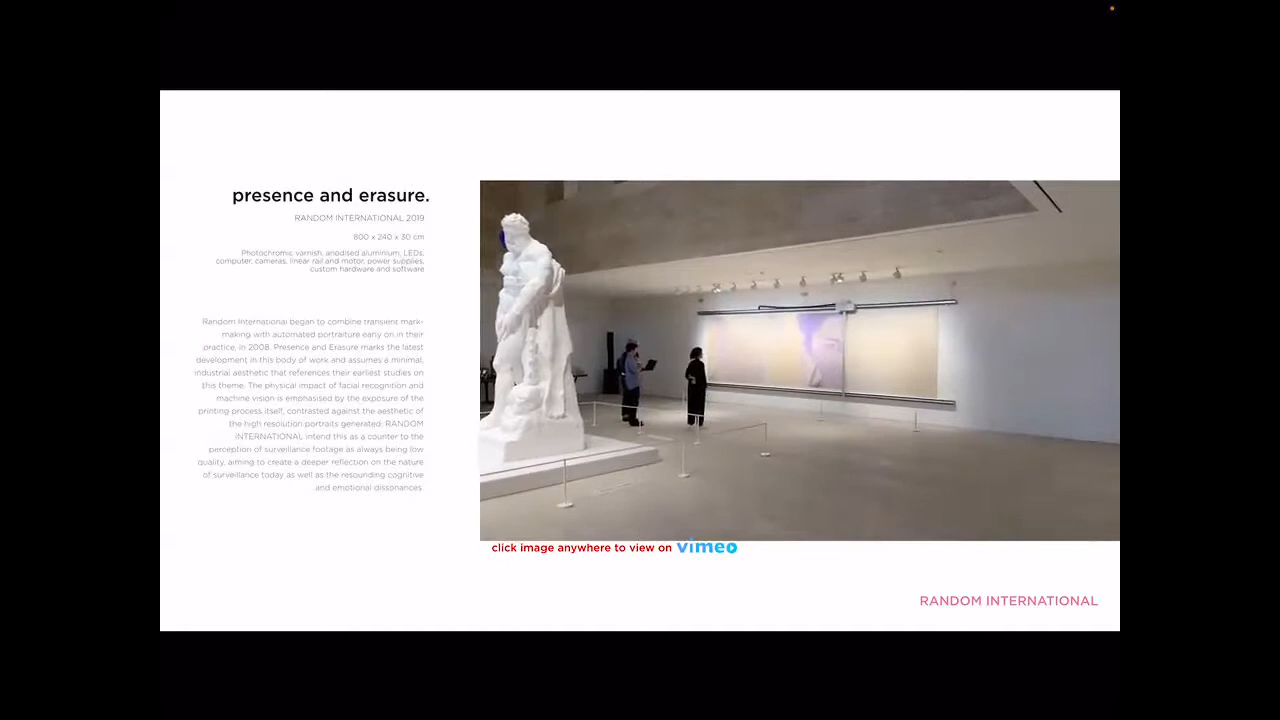 presence and erasure.
RANDOM INTERNATIONAL 2019
800 x 240 x 30 cm
Photochromic varnish, anodised aluminium, LEDs,
computer, cameras, linear rail and motor, power supplies,
custom hardware and software
Random International began to combine transient mark-
making with automated portraiture early on in their
practice, in 2008. Presence and Erasure marks the latest
development in this body of work and assumes a minimal,
industrial aesthetic that references their earliest studies on
this theme. The physical impact of facial recognition and
machine vision is emphasised by the exposure of the
printing process itself, contrasted against the aesthetic of
the high resolution portraits generated. RANDOM
INTERNATIONAL intend this as a counter to the
perception of surveillance footage as always being low
quality, aiming to create a deeper reflection on the nature
of surveillance today as well as the resounding cognitive
and emotional dissonances.
click image anywhere to view on vimeo
RANDOM INTERNATIONAL